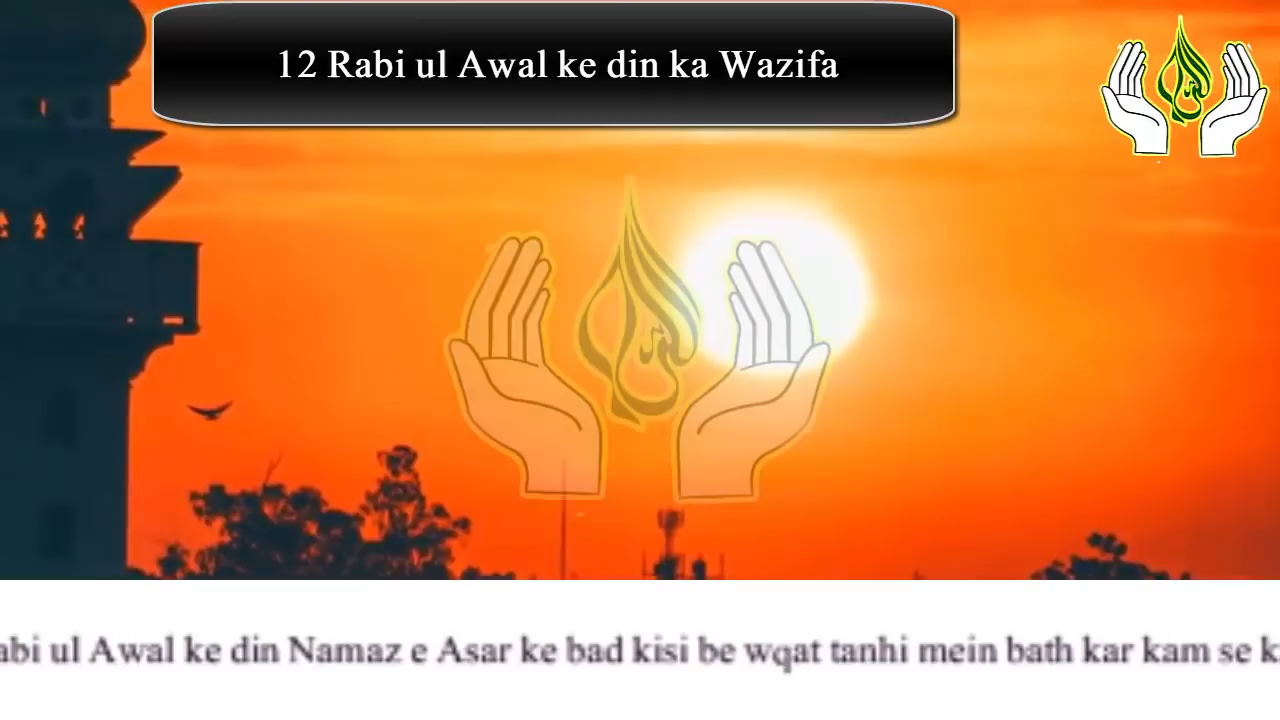 12 Rabi ul Awal ke din ka Wazifa
abi ul Awal ke din Namaz e Asar ke bad kisi be wqat tanhi mein bath kar kam se k